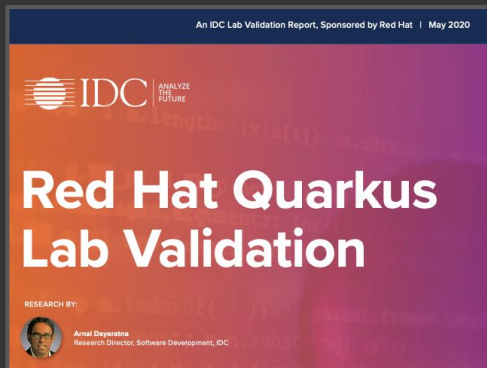 An IDC Lab Validation Report, Sponsored by Red Hat | May 2020
IDC
ANALYZE
THE
FUTURE
Red Hat Quarkus
Lab Validation
RESEARCH BY:
Arnal Dayaratna
Research Director, Software Development, IDC